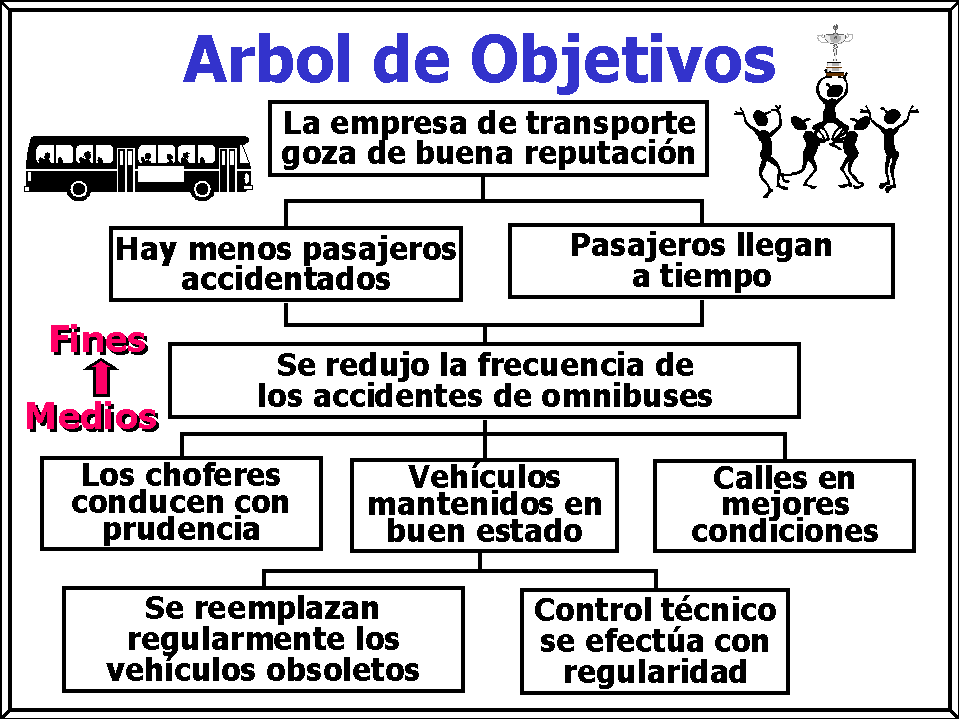 Arbol de Objetivos
La empresa de transporte
goza de buena reputación
Hay menos pasajeros
accidentados
Pasajeros llegan
a tiempo
Fines
Medios
Se redujo la frecuencia de
los accidentes de omnibuses
Los choferes
conducen con
prudencia
Vehículos
mantenidos en
buen estado
Calles en
mejores
condiciones
Se reemplazan
regularmente los
vehículos obsoletos
Control técnico
se efectúa con
regularidad